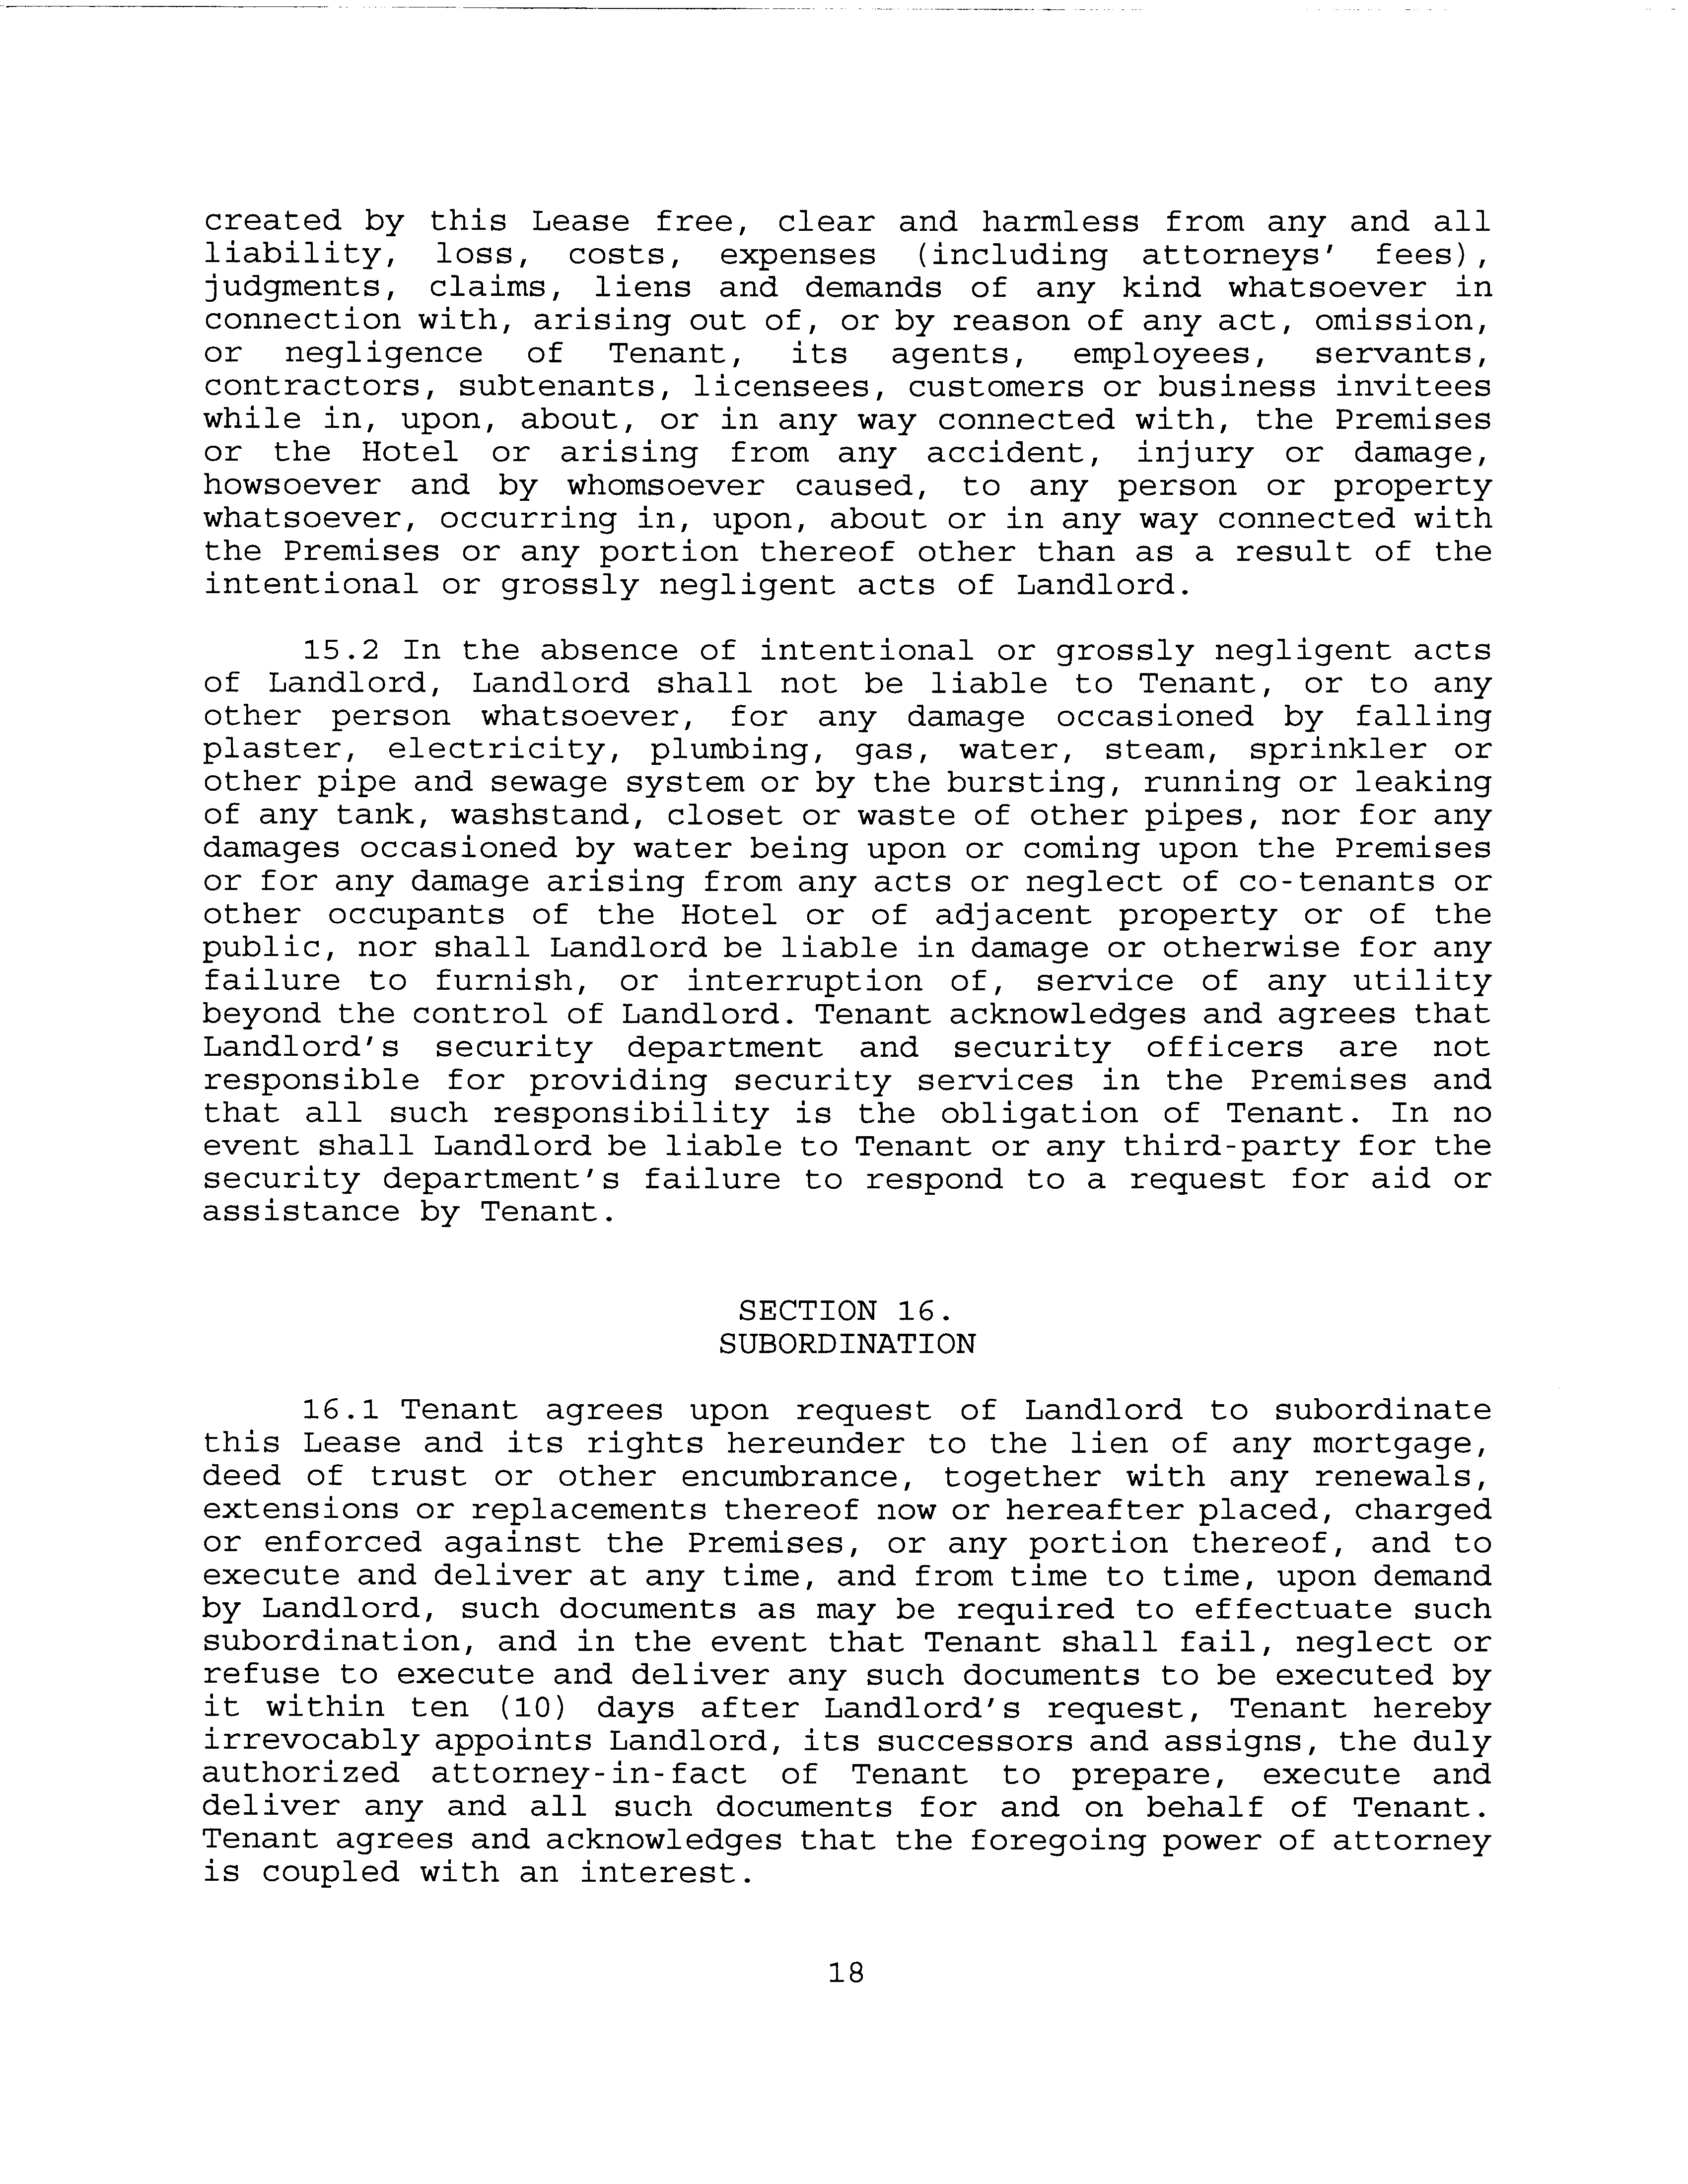 created by this Lease free, clear and harmless from any and all
liability, loss, costs, expenses (including attorneys' fees),
judgments, claims, liens and demands of any kind whatsoever in
connection with, arising out of, or by reason of any act, omission,
or negligence of Tenant, its agents, employees, servants,
contractors, subtenants, licensees, customers or business invitees
while in, upon, about, or in any way connected with, the Premises
or the Hotel or arising from any accident, injury or damage,
howsoever and by whomsoever caused, to any person or property
whatsoever, occurring in, upon, about or in any way connected with
the Premises or any portion thereof other than as a result of the
intentional or grossly negligent acts of Landlord.
15.2 In the absence of intentional or grossly negligent acts
of Landlord, Landlord shall not be liable to Tenant, or to any
other person whatsoever, for any damage occasioned by falling
plaster, electricity, plumbing, gas, water, steam, sprinkler or
other pipe and sewage system or by the bursting, running or leaking
of any tank, washstand, closet or waste of other pipes, nor for any
damages occasioned by water being upon or coming upon the Premises
or for any damage arising from any acts or neglect of co-tenants or
other occupants of the Hotel or of adjacent property or of the
public, nor shall Landlord be liable in damage or otherwise for any
failure to furnish, or interruption of, service of any utility
beyond the control of Landlord. Tenant acknowledges and agrees that
Landlord's security department and security officers are not
responsible for providing security services in the Premises and
that all such responsibility is the obligation of Tenant. In no
event shall Landlord be liable to Tenant or any third-party for the
security department's failure to respond to a request for aid or
assistance by Tenant.
SECTION 16.
SUBORDINATION
16.1 Tenant agrees upon request of Landlord to subordinate
this Lease and its rights hereunder to the lien of any mortgage,
deed of trust or other encumbrance, together with any renewals,
extensions or replacements thereof now or hereafter placed, charged
or enforced against the Premises, or any portion thereof, and to
execute and deliver at any time, and from time to time, upon demand
by Landlord, such documents as may be required to effectuate such
subordination, and in the event that Tenant shall fail, neglect or
refuse to execute and deliver any such documents to be executed by
it within ten (10) days after Landlord's request, Tenant hereby
irrevocably appoints Landlord, its successors and assigns, the duly
authorized attorney-in-fact of Tenant to prepare, execute and
deliver any and all such documents for and on behalf of Tenant.
Tenant agrees and acknowledges that the foregoing power of attorney
is coupled with an interest.
18